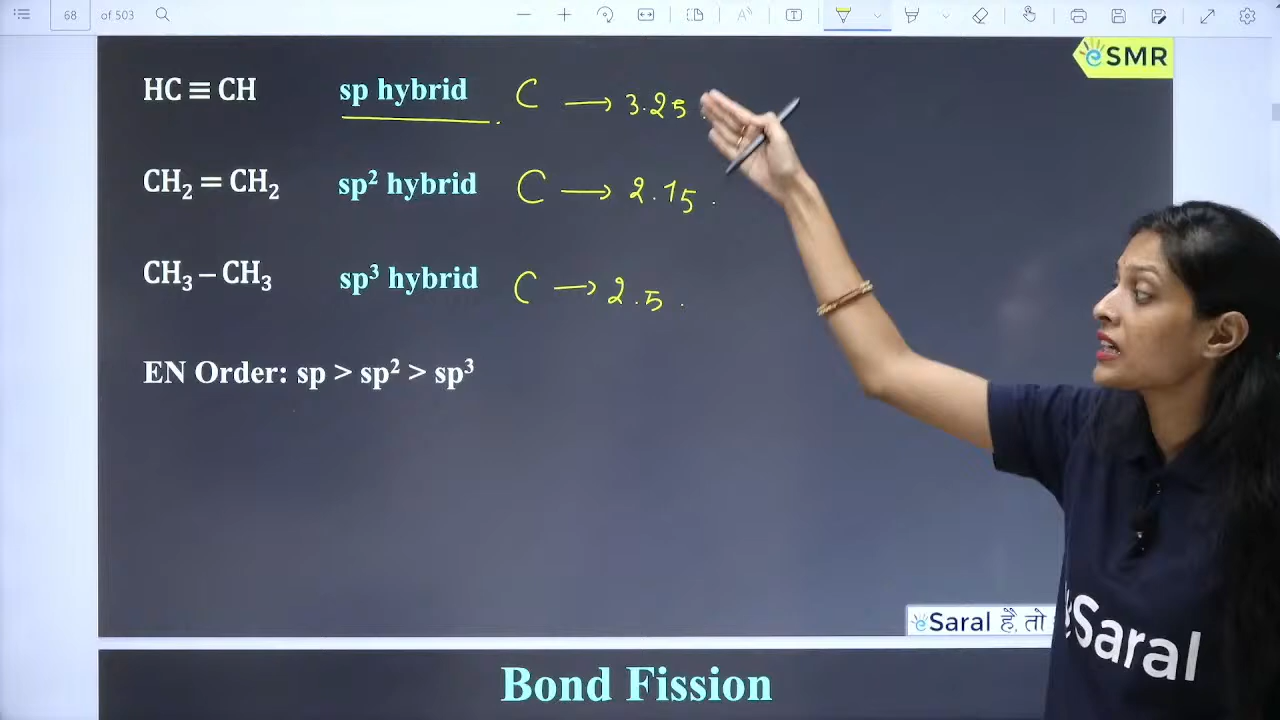 68 of 503
eSMR
HC ≡ CH sp hybrid C → 3.25
CH₂ = CH₂ sp² hybrid C → 2.75
CH₃ – CH₃ sp³ hybrid C → 2.5
EN Order: sp > sp² > sp³
eSaral है, तो
eSaral
Bond Fission